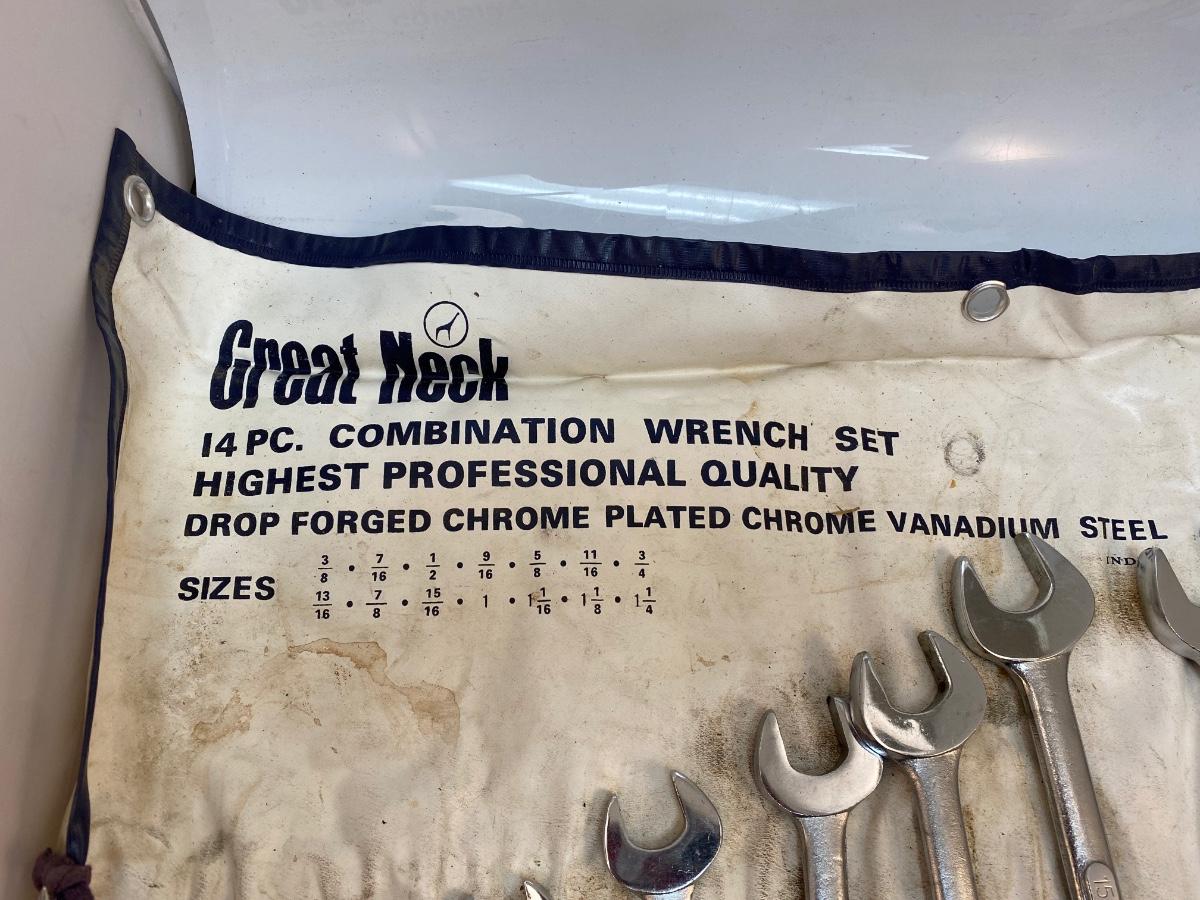 Great Neck
14 PC. COMBINATION WRENCH SET
HIGHEST PROFESSIONAL QUALITY
DROP FORGED CHROME PLATED CHROME VANADIUM STEEL
IND
SIZES
3/8 • 7/16 • 1/2 • 9/16 • 5/8 • 11/16 • 3/4
13/16 • 7/8 • 15/16 • 1 • 1 1/16 • 1 1/8 • 1 1/4
15